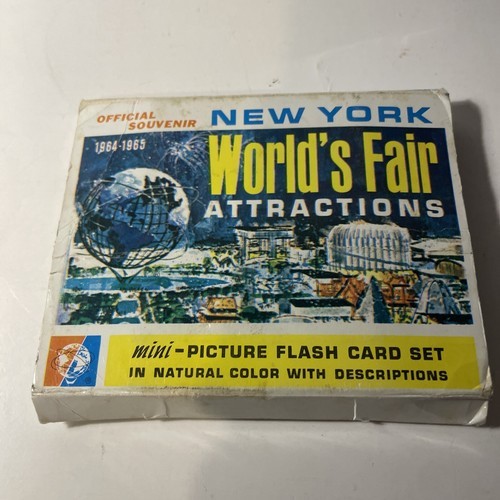 OFFICIAL
SOUVENIR
NEW YORK
1964-1965
World's Fair
ATTRACTIONS
mini-PICTURE FLASH CARD SET
IN NATURAL COLOR WITH DESCRIPTIONS